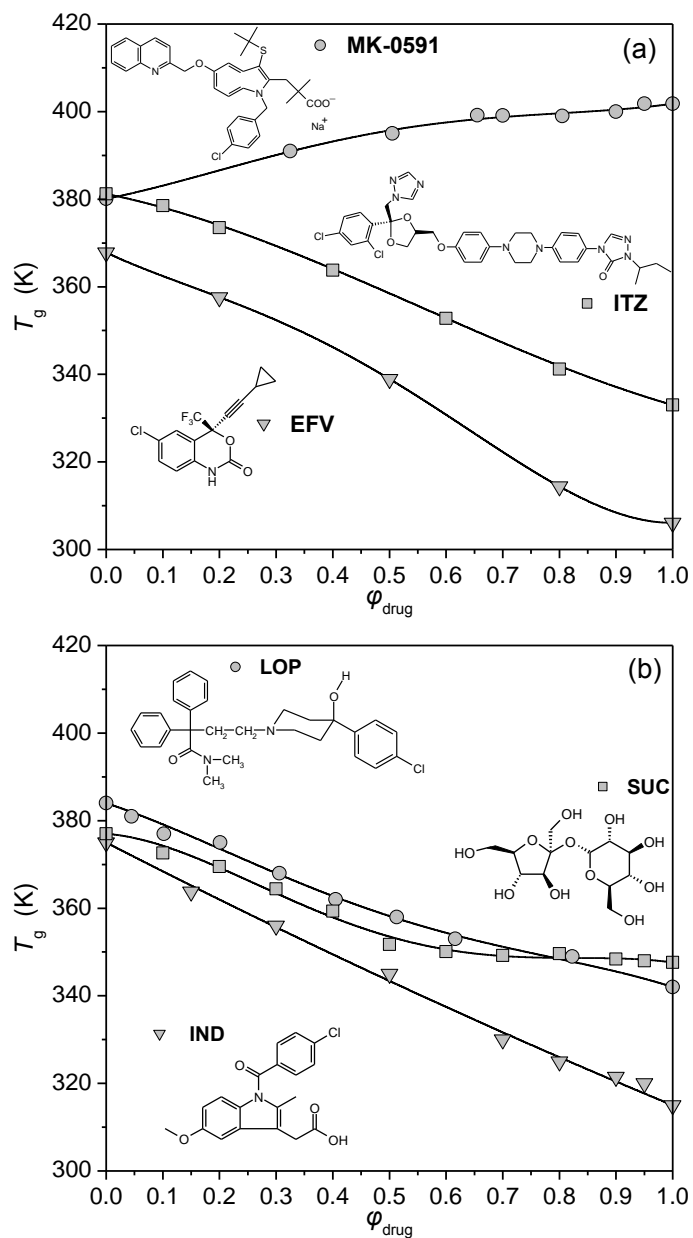 (a)
MK-0591
S
N
O
N
COO⁻
Na⁺
Cl
N N
N
Cl
Cl
O O
O
N N
N N
N
O
ITZ
F₃C
Cl
O
N
H
O
EFV
420
400
380
360
340
320
300
T_g (K)
0.0 0.1 0.2 0.3 0.4 0.5 0.6 0.7 0.8 0.9 1.0
φ_drug
(b)
LOP
H
O
N
CH₂-CH₂
O
N
CH₃
CH₃
Cl
SUC
HO
HO
O
O
OH
OH
HO
OH
O
OH
OH
HO
IND
Cl
O
N
O
O
OH
420
400
380
360
340
320
300
T_g (K)
0.0 0.1 0.2 0.3 0.4 0.5 0.6 0.7 0.8 0.9 1.0
φ_drug